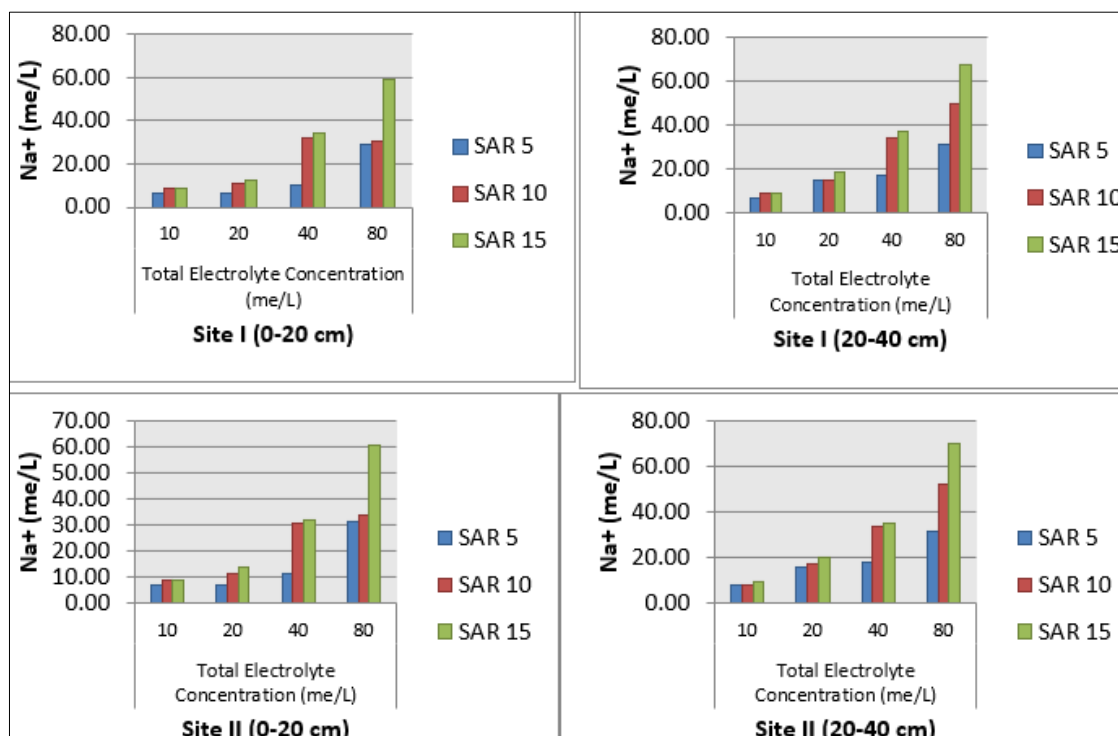 80.00
60.00
40.00
20.00
0.00
Na+ (me/L)
10 20 40 80
Total Electrolyte Concentration
(me/L)
Site I (0-20 cm)
SAR 5
SAR 10
SAR 15
80.00
60.00
40.00
20.00
0.00
Na+ (me/L)
10 20 40 80
Total Electrolyte
Concentration (me/L)
Site I (20-40 cm)
SAR 5
SAR 10
SAR 15
70.00
60.00
50.00
40.00
30.00
20.00
10.00
0.00
Na+ (me/L)
10 20 40 80
Total Electrolyte
Concentration (me/L)
Site II (0-20 cm)
SAR 5
SAR 10
SAR 15
80.00
60.00
40.00
20.00
0.00
Na+ (me/L)
10 20 40 80
Total Electrolyte
Concentration (me/L)
Site II (20-40 cm)
SAR 5
SAR 10
SAR 15